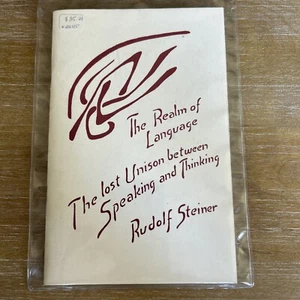 The Realm of
Language
The lost Unison between
Speaking and Thinking
Rudolf Steiner